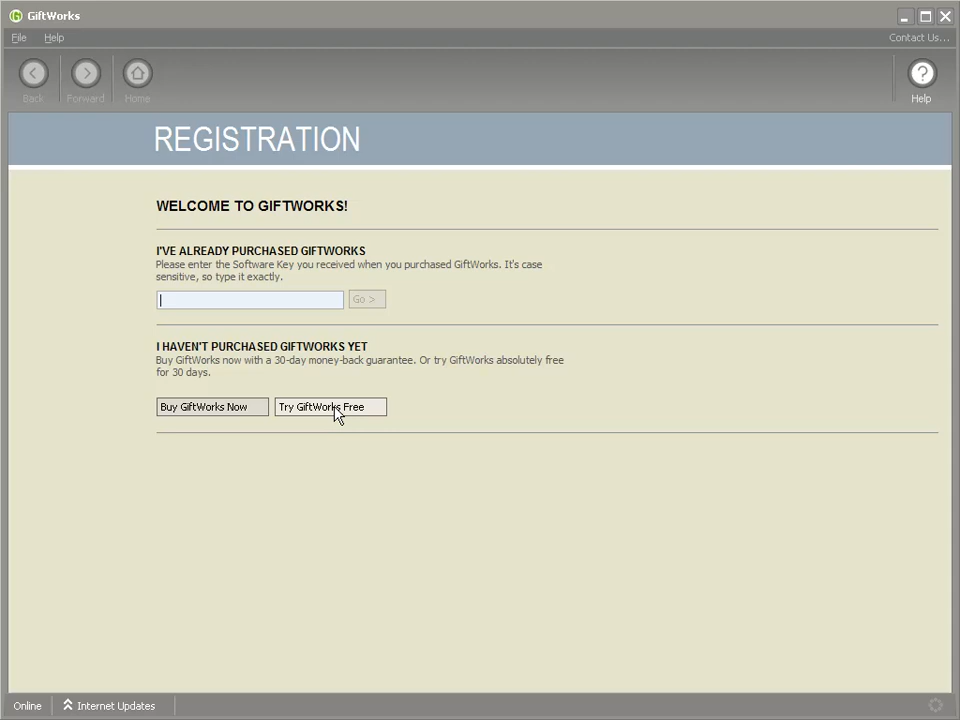 GiftWorks
File Help Contact Us...
Back Forward Home Help
REGISTRATION
WELCOME TO GIFTWORKS!
I'VE ALREADY PURCHASED GIFTWORKS
Please enter the Software Key you received when you purchased GiftWorks. It's case
sensitive, so type it exactly.
Go >
I HAVEN'T PURCHASED GIFTWORKS YET
Buy GiftWorks now with a 30-day money-back guarantee. Or try GiftWorks absolutely free
for 30 days.
Buy GiftWorks Now Try GiftWorks Free
Online Internet Updates